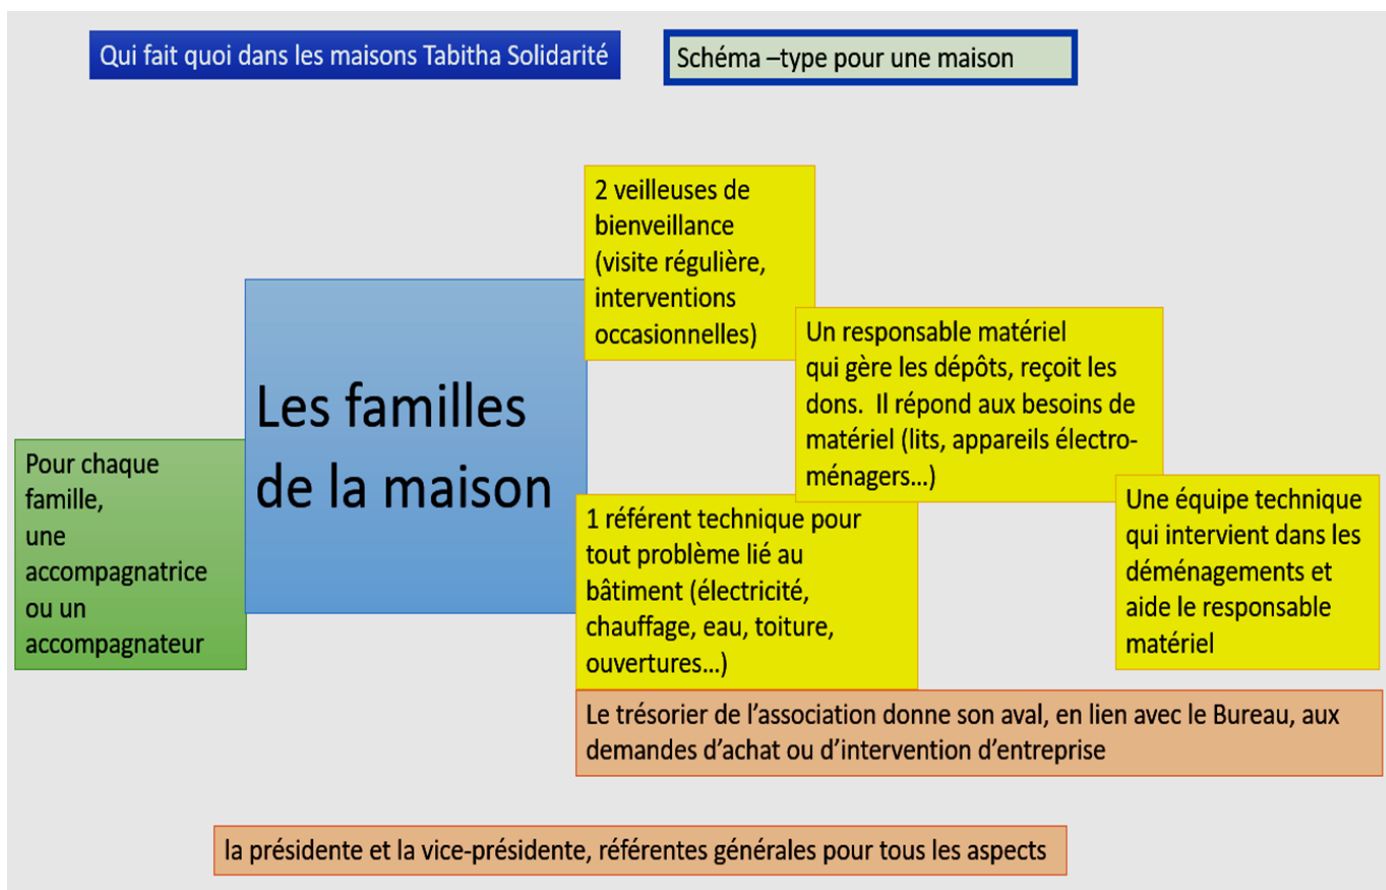 Qui fait quoi dans les maisons Tabitha Solidarité
Schéma –type pour une maison
2 veilleuses de
bienveillance
(visite régulière,
interventions
occasionnelles)
Un responsable matériel
qui gère les dépôts, reçoit les
dons.  Il répond aux besoins de
matériel (lits, appareils électro-
ménagers...)
Les familles
de la maison
Pour chaque
famille,
une
accompagnatrice
ou un
accompagnateur
1 référent technique pour
tout problème lié au
bâtiment (électricité,
chauffage, eau, toiture,
ouvertures...)
Une équipe technique
qui intervient dans les
déménagements et
aide le responsable
matériel
Le trésorier de l’association donne son aval, en lien avec le Bureau, aux
demandes d’achat ou d’intervention d’entreprise
la présidente et la vice-présidente, référentes générales pour tous les aspects